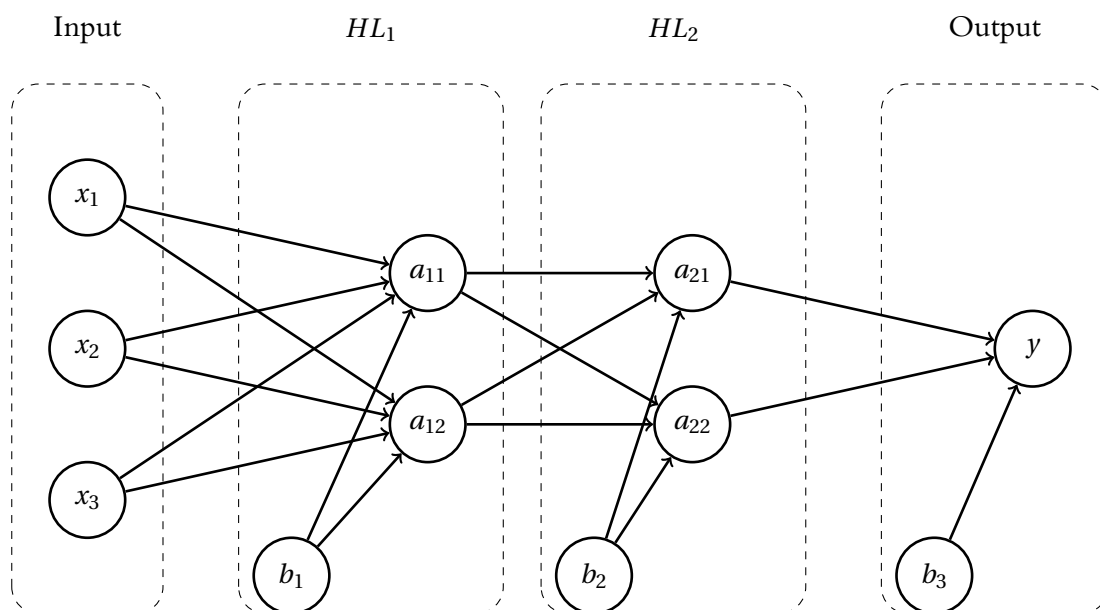 Input HL₁ HL₂ Output
x₁
a₁₁ a₂₁
x₂ y
a₁₂ a₂₂
x₃
b₁ b₂ b₃